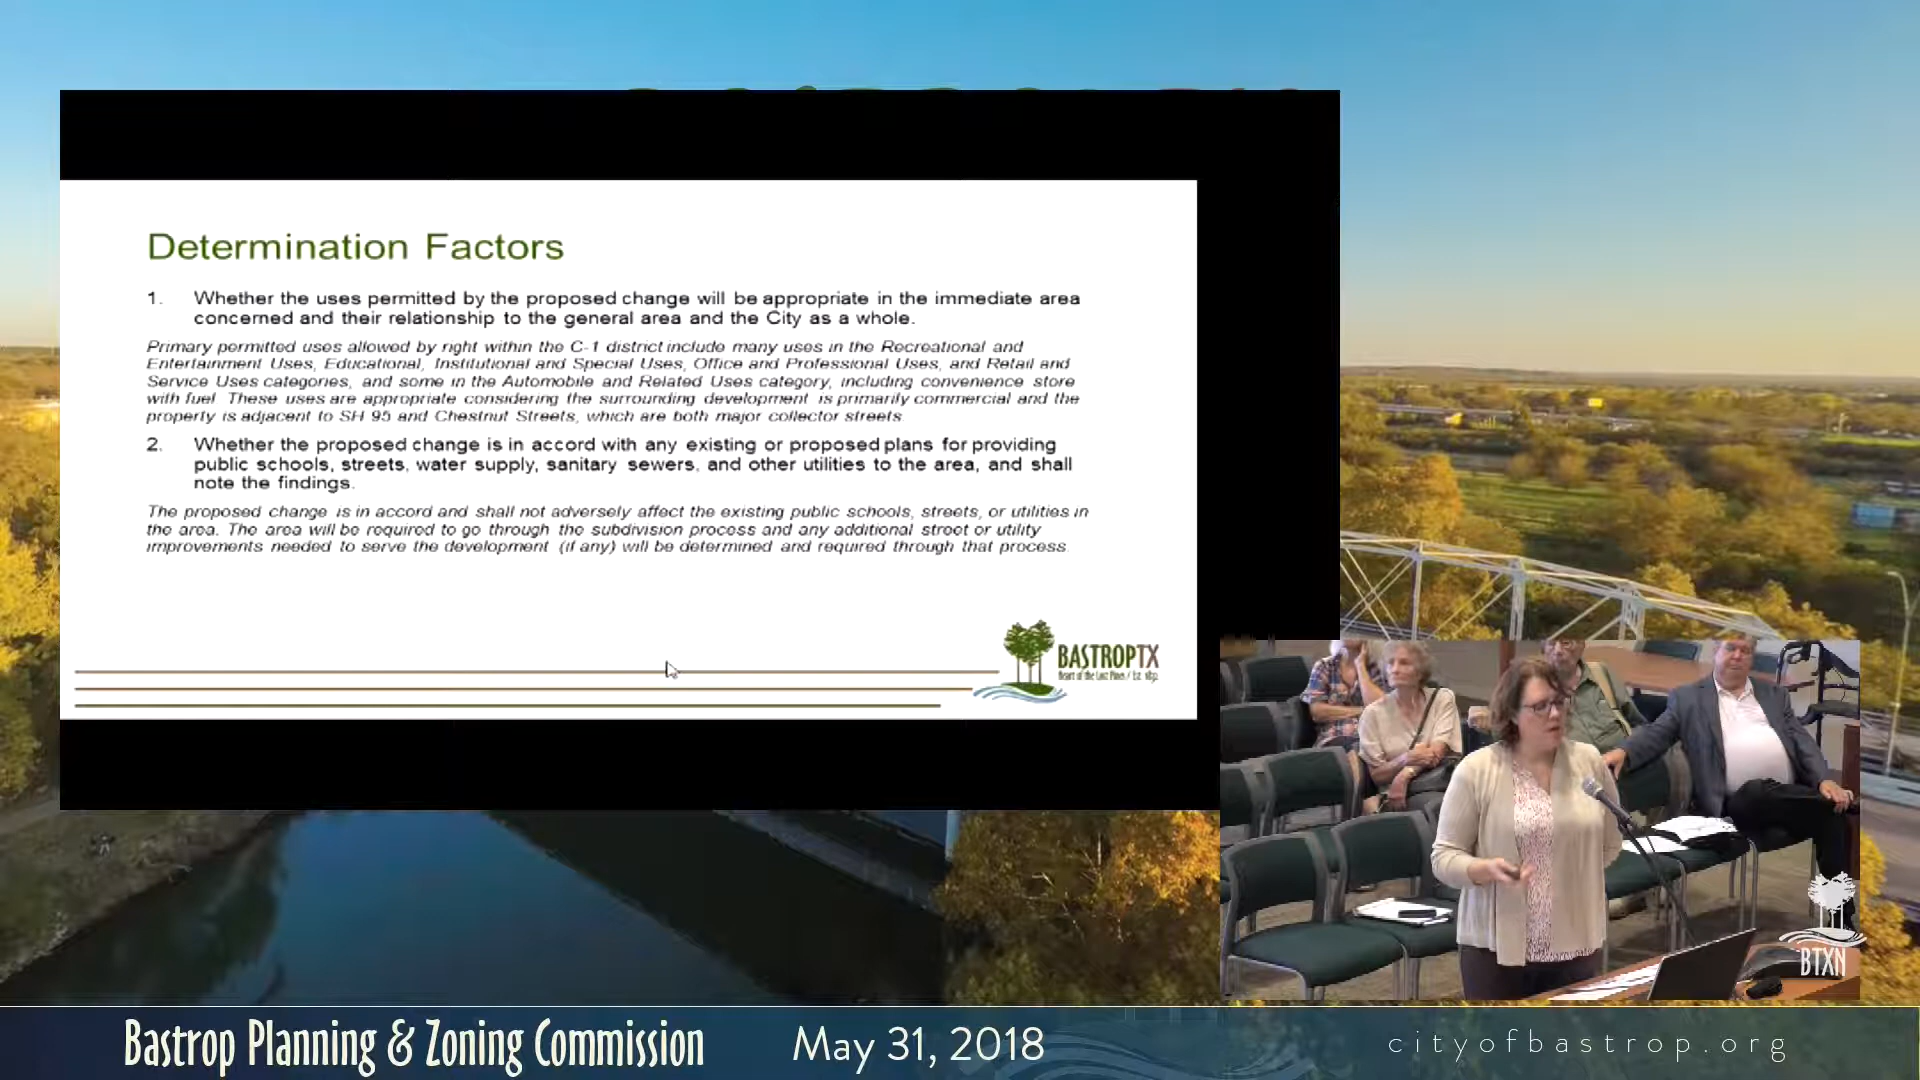 Determination Factors
1. Whether the uses permitted by the proposed change will be appropriate in the immediate area
concerned and their relationship to the general area and the City as a whole.
Primary permitted uses allowed by right within the C-1 district include many uses in the Recreational and
Entertainment Uses, Educational, Institutional and Special Uses, Office and Professional Uses, and Retail and
Service Uses categories, and some in the Automobile and Related Uses category, including convenience store
with fuel. These uses are appropriate considering the surrounding development is primarily commercial and the
property is adjacent to SH 95 and Chestnut Streets, which are both major collector streets.
2. Whether the proposed change is in accord with any existing or proposed plans for providing
public schools, streets, water supply, sanitary sewers, and other utilities to the area, and shall
note the findings.
The proposed change is in accord and shall not adversely affect the existing public schools, streets, or utilities in
the area. The area will be required to go through the subdivision process and any additional street or utility
improvements needed to serve the development (if any) will be determined and required through that process.
BASTROPTX
Heart of the Lost Pines / Est. 1832
BTXN
Bastrop Planning & Zoning Commission
May 31, 2018
cityofbastrop.org